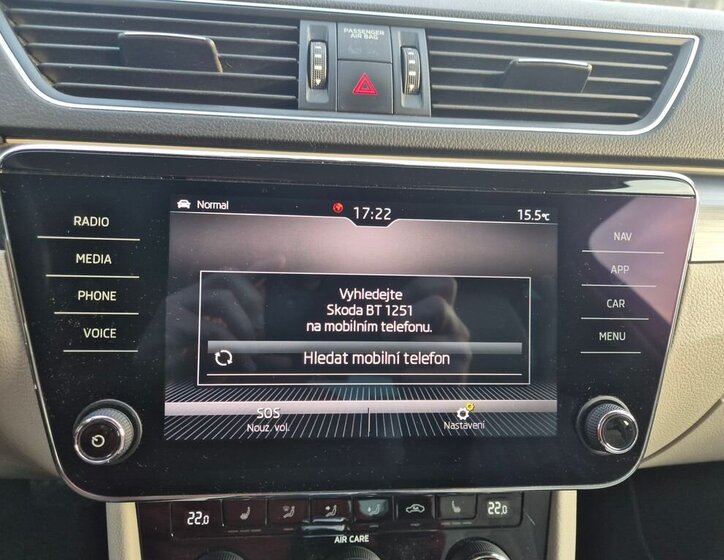 PASSENGER
AIR BAG
RADIO
MEDIA
PHONE
VOICE
Normal
17:22
15.5°C
Vyhledejte
Skoda BT 1251
na mobilním telefonu.
Hledat mobilní telefon
SOS
Nouz. vol.
Nastavení
NAV
APP
CAR
MENU
22.0
22.0
AIR CARE